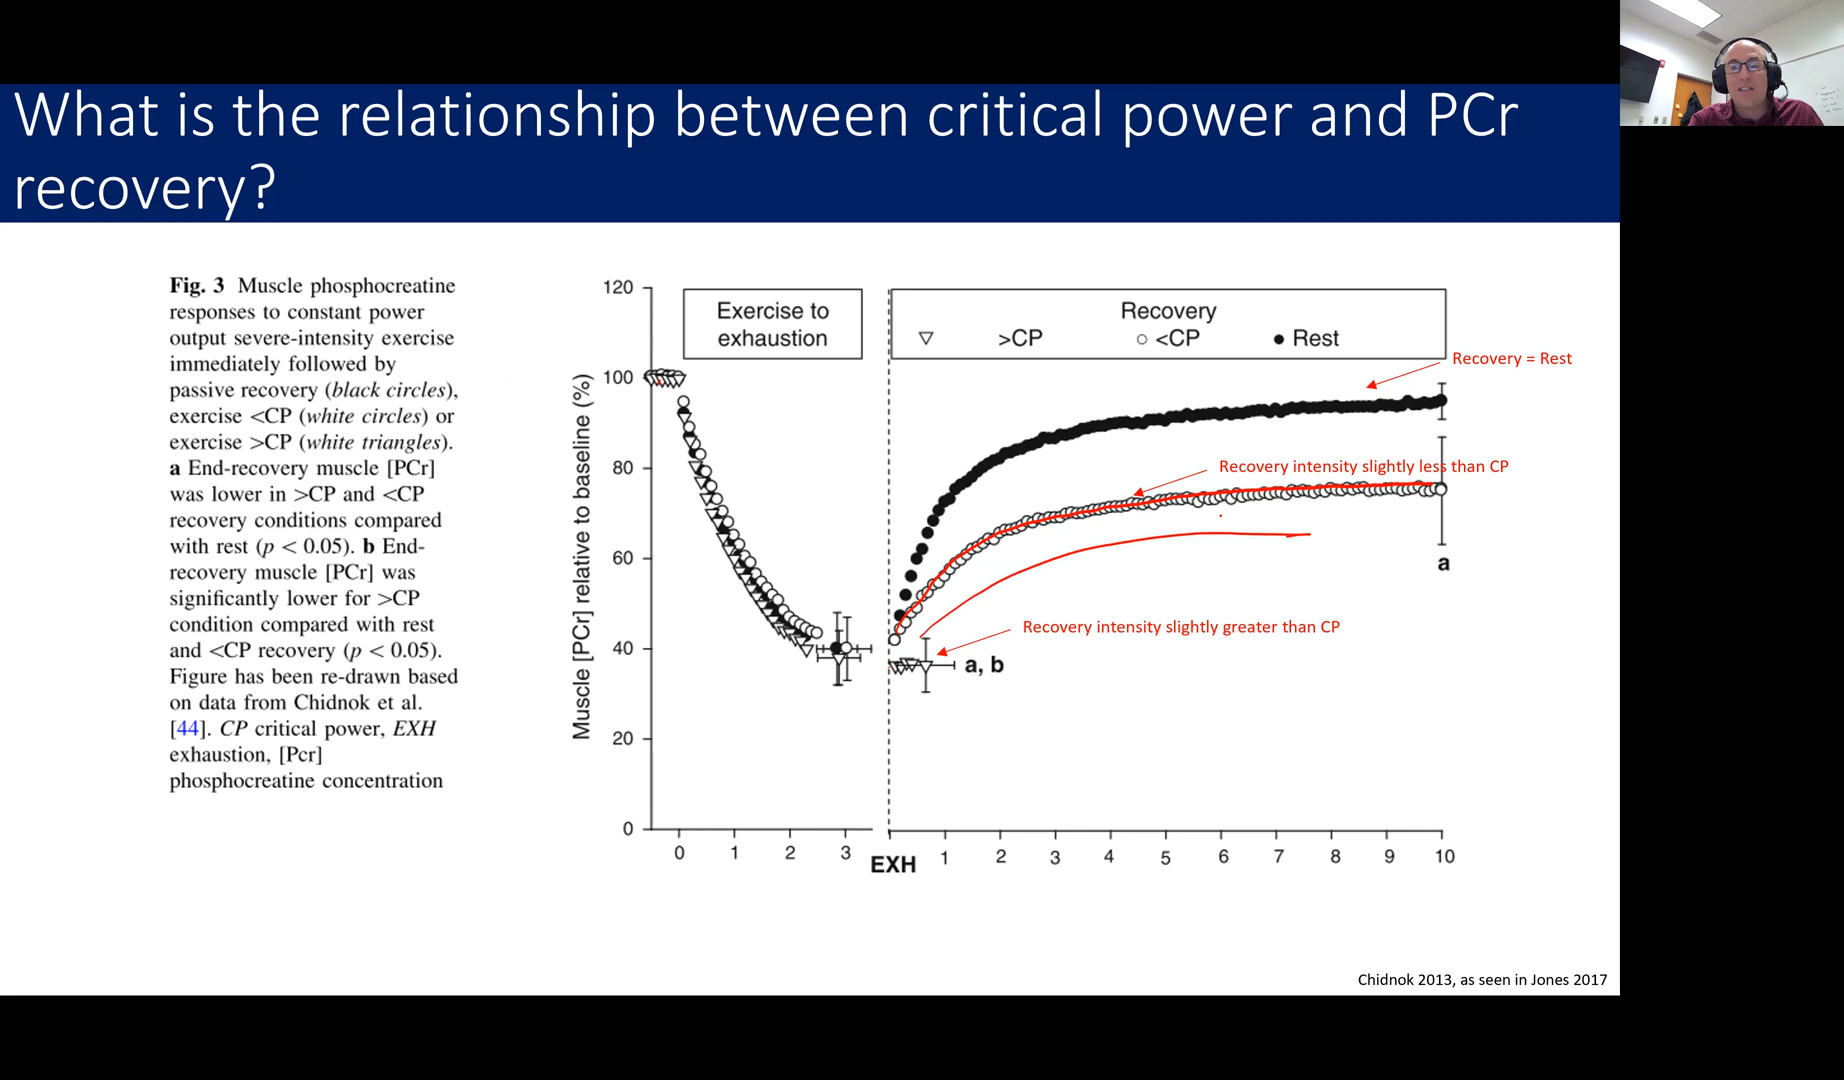 What is the relationship between critical power and PCr
recovery?
Fig. 3 Muscle phosphocreatine
responses to constant power
output severe-intensity exercise
immediately followed by
passive recovery (black circles),
exercise <CP (white circles) or
exercise >CP (white triangles).
a End-recovery muscle [PCr]
was lower in >CP and <CP
recovery conditions compared
with rest (p < 0.05). b End-
recovery muscle [PCr] was
significantly lower for >CP
condition compared with rest
and <CP recovery (p < 0.05).
Figure has been re-drawn based
on data from Chidnok et al.
[44]. CP critical power, EXH
exhaustion, [Pcr]
phosphocreatine concentration
Muscle [PCr] relative to baseline (%)
120
100
80
60
40
20
0
Exercise to
exhaustion
Recovery
>CP <CP Rest
Recovery = Rest
Recovery intensity slightly less than CP
a
Recovery intensity slightly greater than CP
a, b
0 1 2 3 EXH 1 2 3 4 5 6 7 8 9 10
Chidnok 2013, as seen in Jones 2017